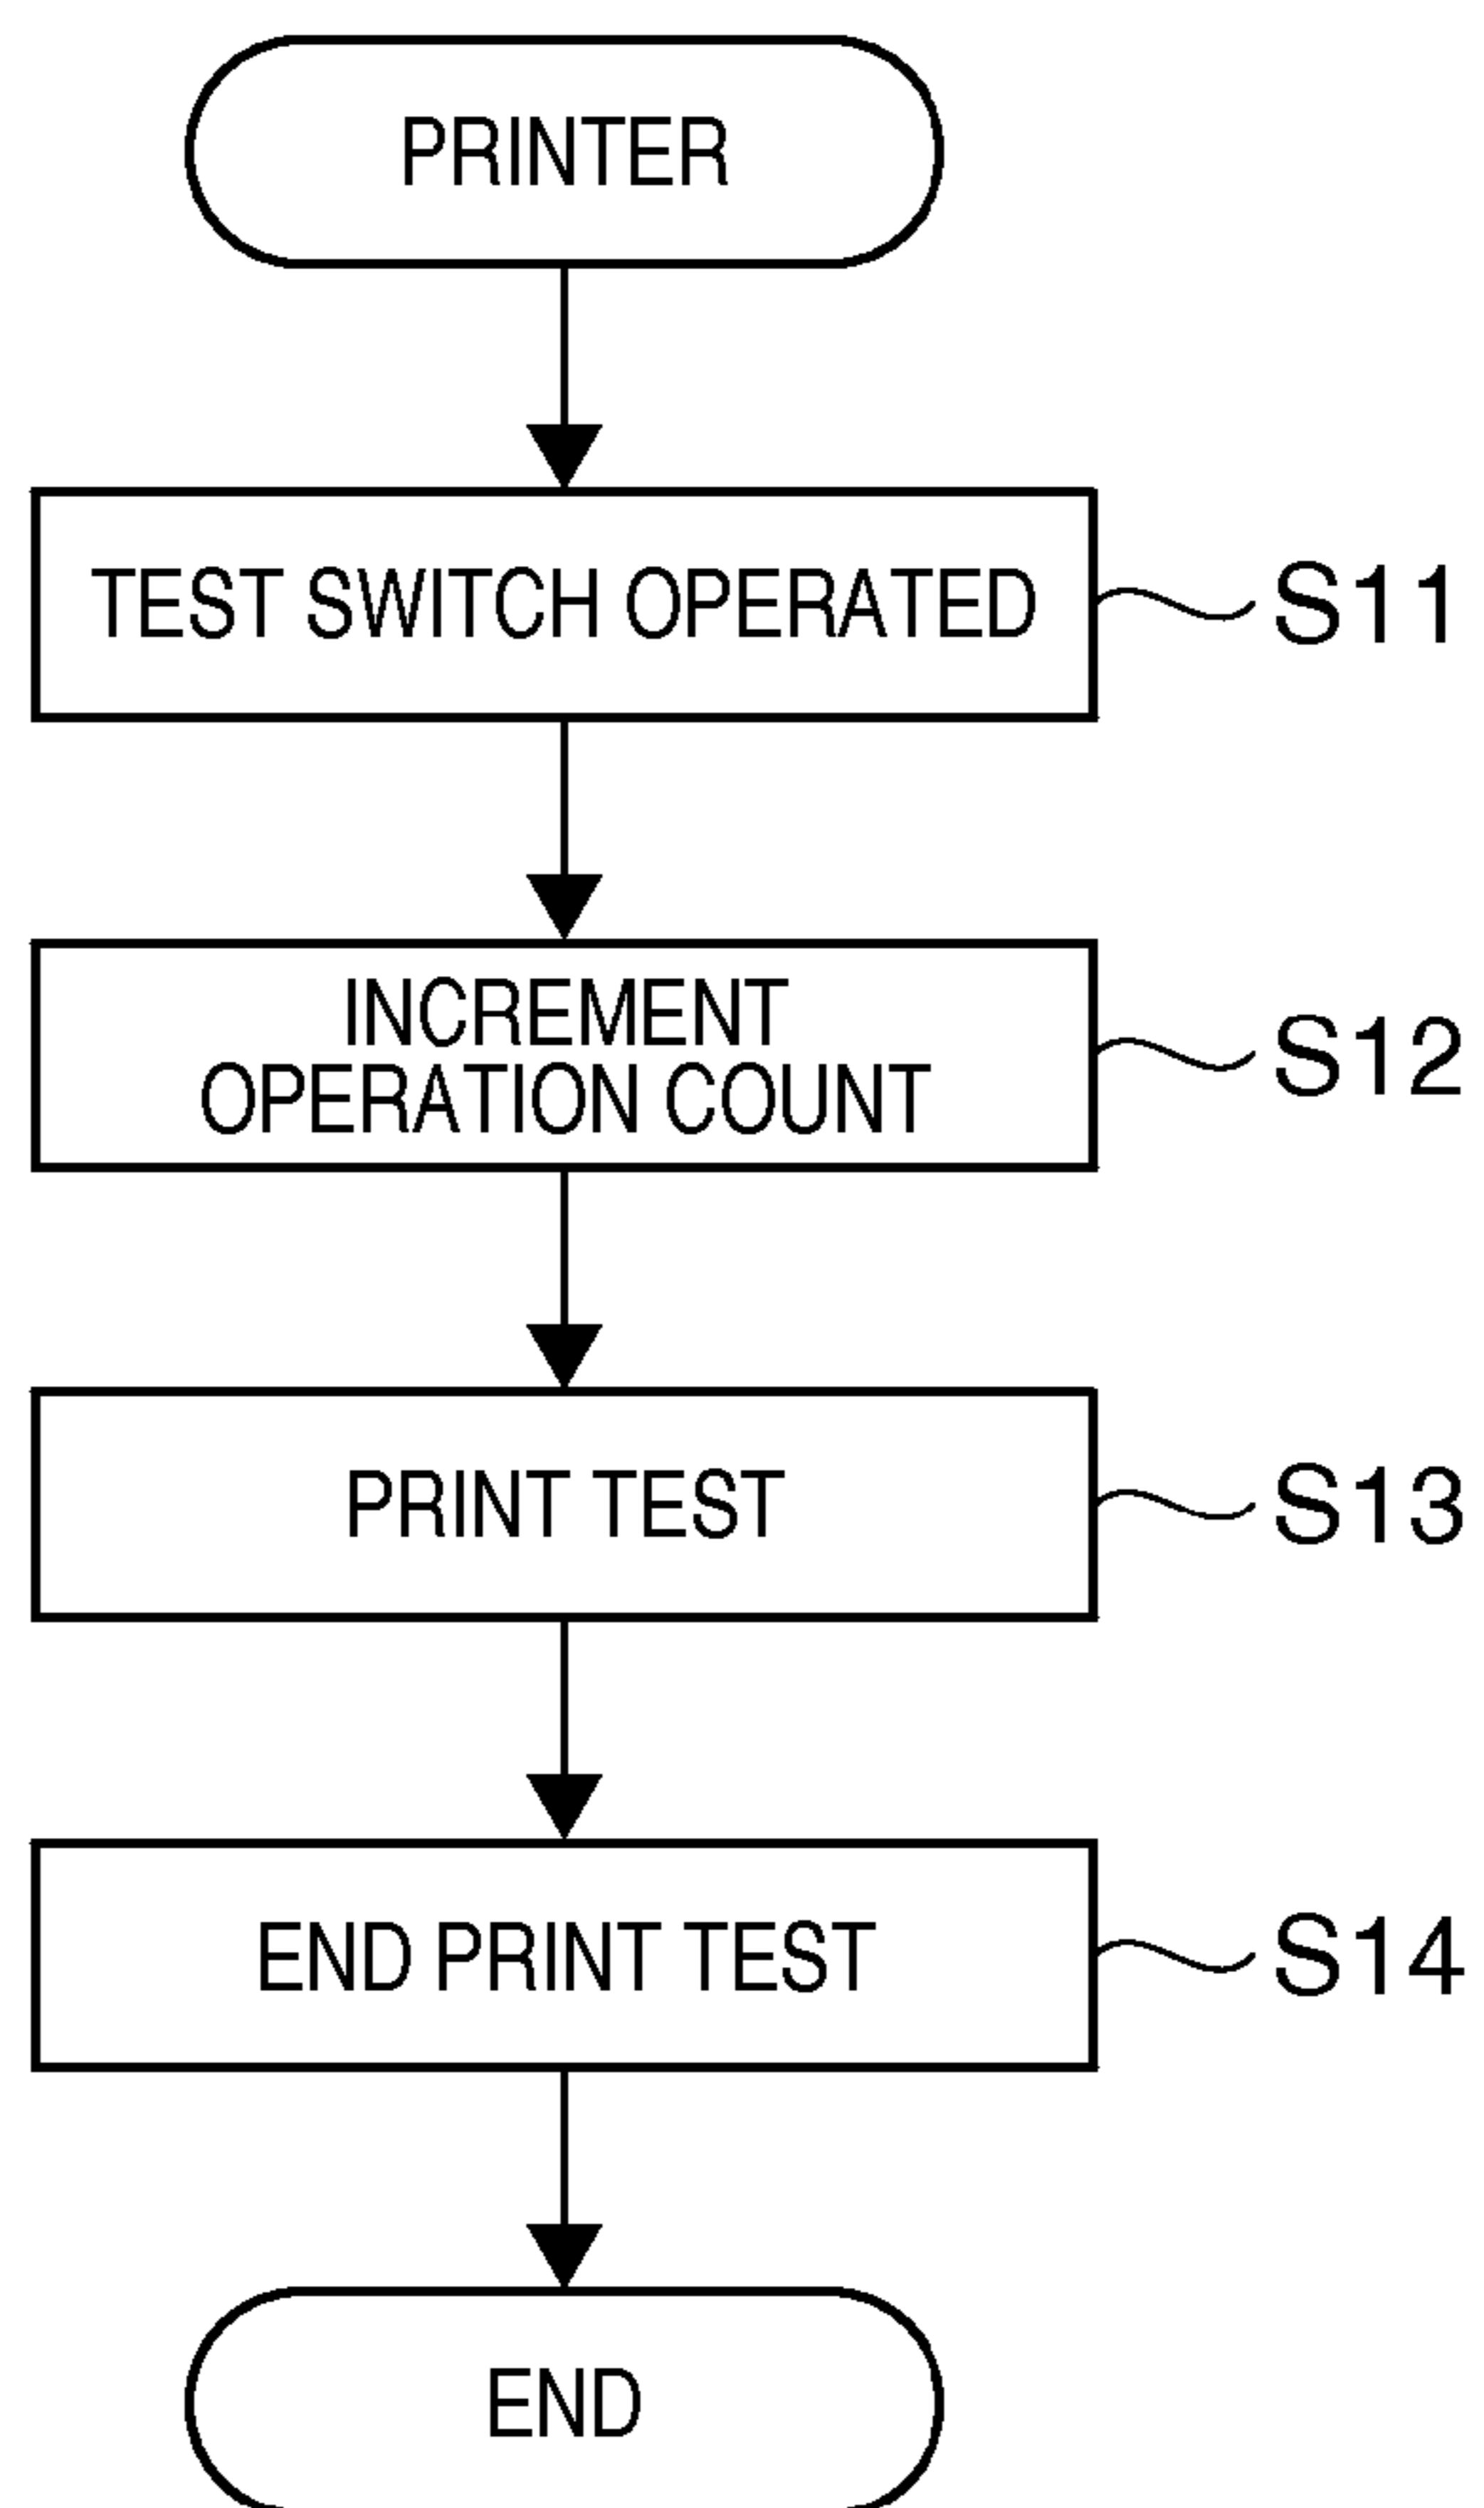 PRINTER
TEST SWITCH OPERATED
S11
INCREMENT
OPERATION COUNT
S12
PRINT TEST
S13
END PRINT TEST
S14
END